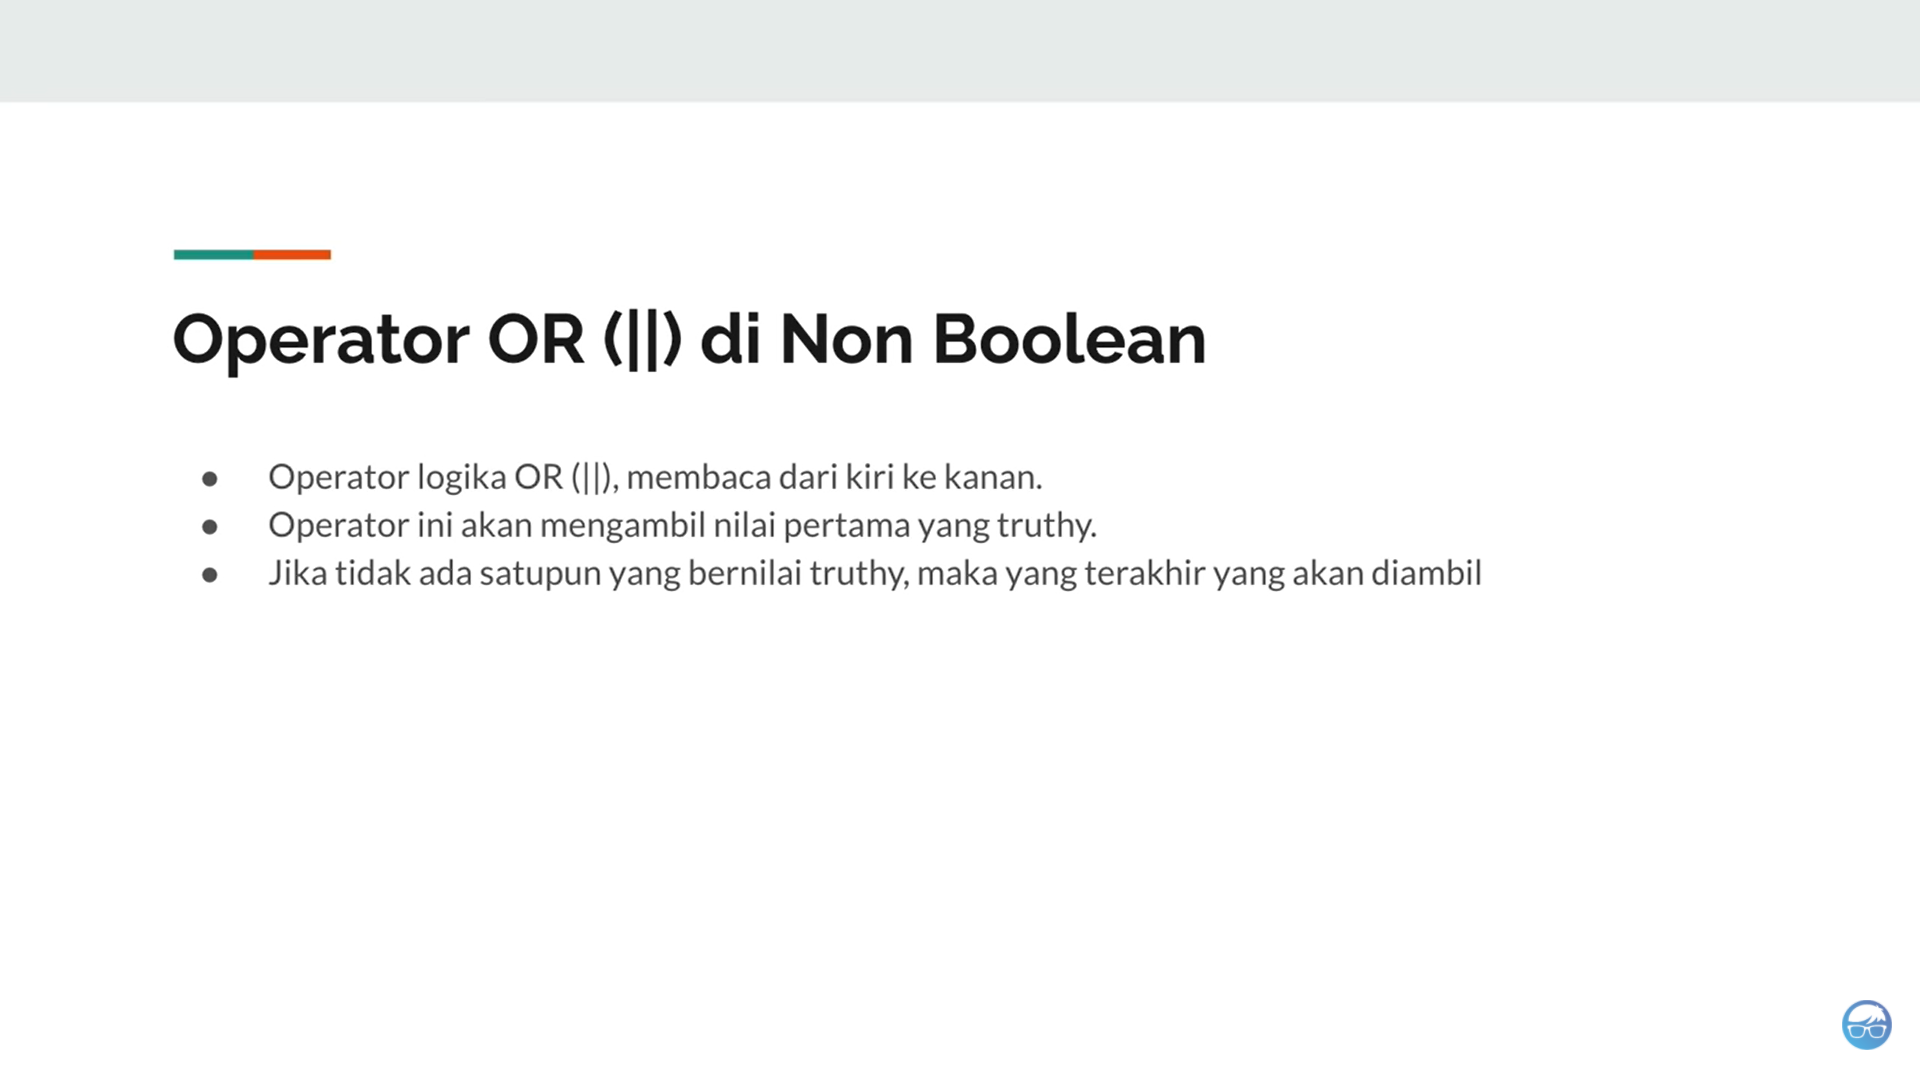 Operator OR (||) di Non Boolean
● Operator logika OR (||), membaca dari kiri ke kanan.
● Operator ini akan mengambil nilai pertama yang truthy.
● Jika tidak ada satupun yang bernilai truthy, maka yang terakhir yang akan diambil